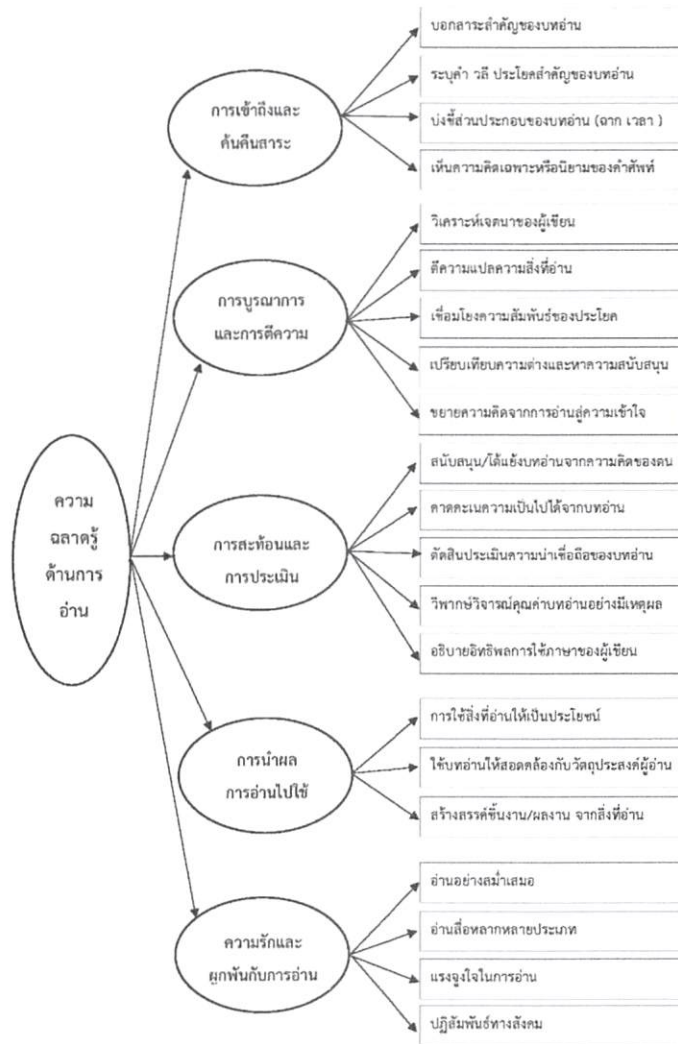 ความ
ฉลาดรู้
ด้านการ
อ่าน
การเข้าถึงและ
ค้นคืนสาระ
บอกสาระสำคัญของบทอ่าน
ระบุคำ วลี ประโยคสำคัญของบทอ่าน
บ่งชี้ส่วนประกอบของบทอ่าน (ฉาก เวลา )
เห็นความคิดเฉพาะหรือนิยามของคำศัพท์
การบูรณาการ
และการตีความ
วิเคราะห์เจตนาของผู้เขียน
ตีความแปลความสิ่งที่อ่าน
เชื่อมโยงความสัมพันธ์ของประโยค
เปรียบเทียบความต่างและหาความสนับสนุน
ขยายความคิดจากการอ่านสู่ความเข้าใจ
การสะท้อนและ
การประเมิน
สนับสนุน/โต้แย้งบทอ่านจากความคิดของตน
คาดคะเนความเป็นไปได้จากบทอ่าน
ตัดสินประเมินความน่าเชื่อถือของบทอ่าน
วิพากษ์วิจารณ์คุณค่าบทอ่านอย่างมีเหตุผล
อธิบายอิทธิพลการใช้ภาษาของผู้เขียน
การนำผล
การอ่านไปใช้
การใช้สิ่งที่อ่านให้เป็นประโยชน์
ใช้บทอ่านให้สอดคล้องกับวัตถุประสงค์ผู้อ่าน
สร้างสรรค์ชิ้นงาน/ผลงาน จากสิ่งที่อ่าน
ความรักและ
ผูกพันกับการอ่าน
อ่านอย่างสม่ำเสมอ
อ่านสื่อหลากหลายประเภท
แรงจูงใจในการอ่าน
ปฏิสัมพันธ์ทางสังคม